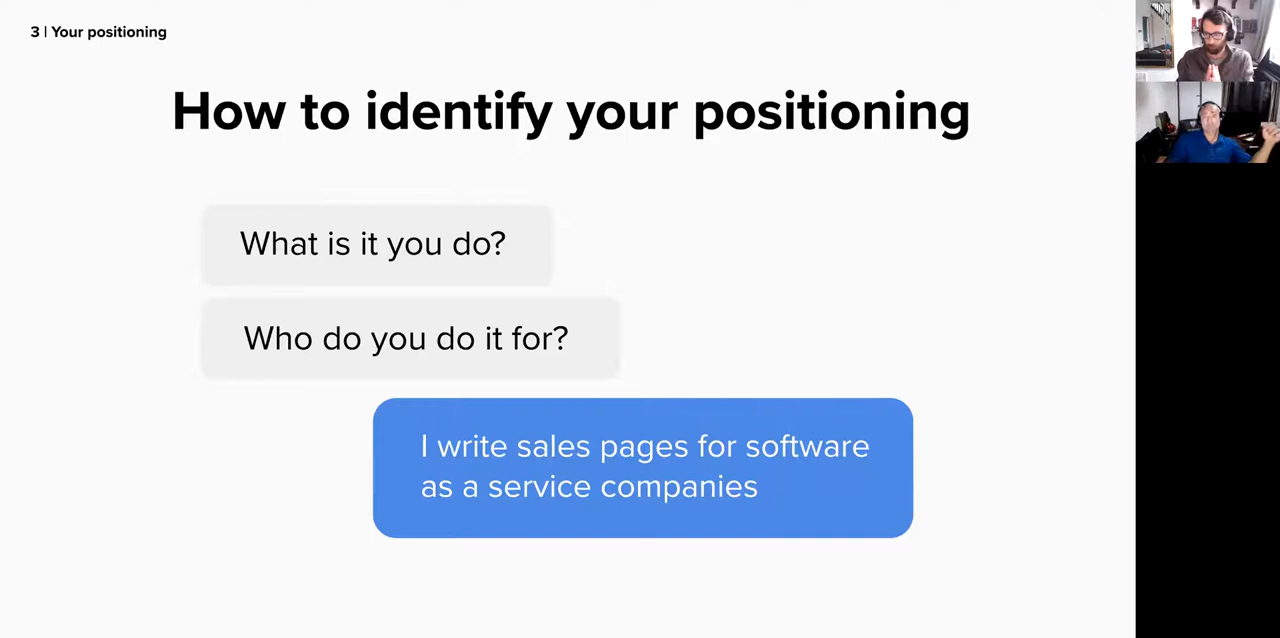 3 | Your positioning
How to identify your positioning
What is it you do?
Who do you do it for?
I write sales pages for software
as a service companies